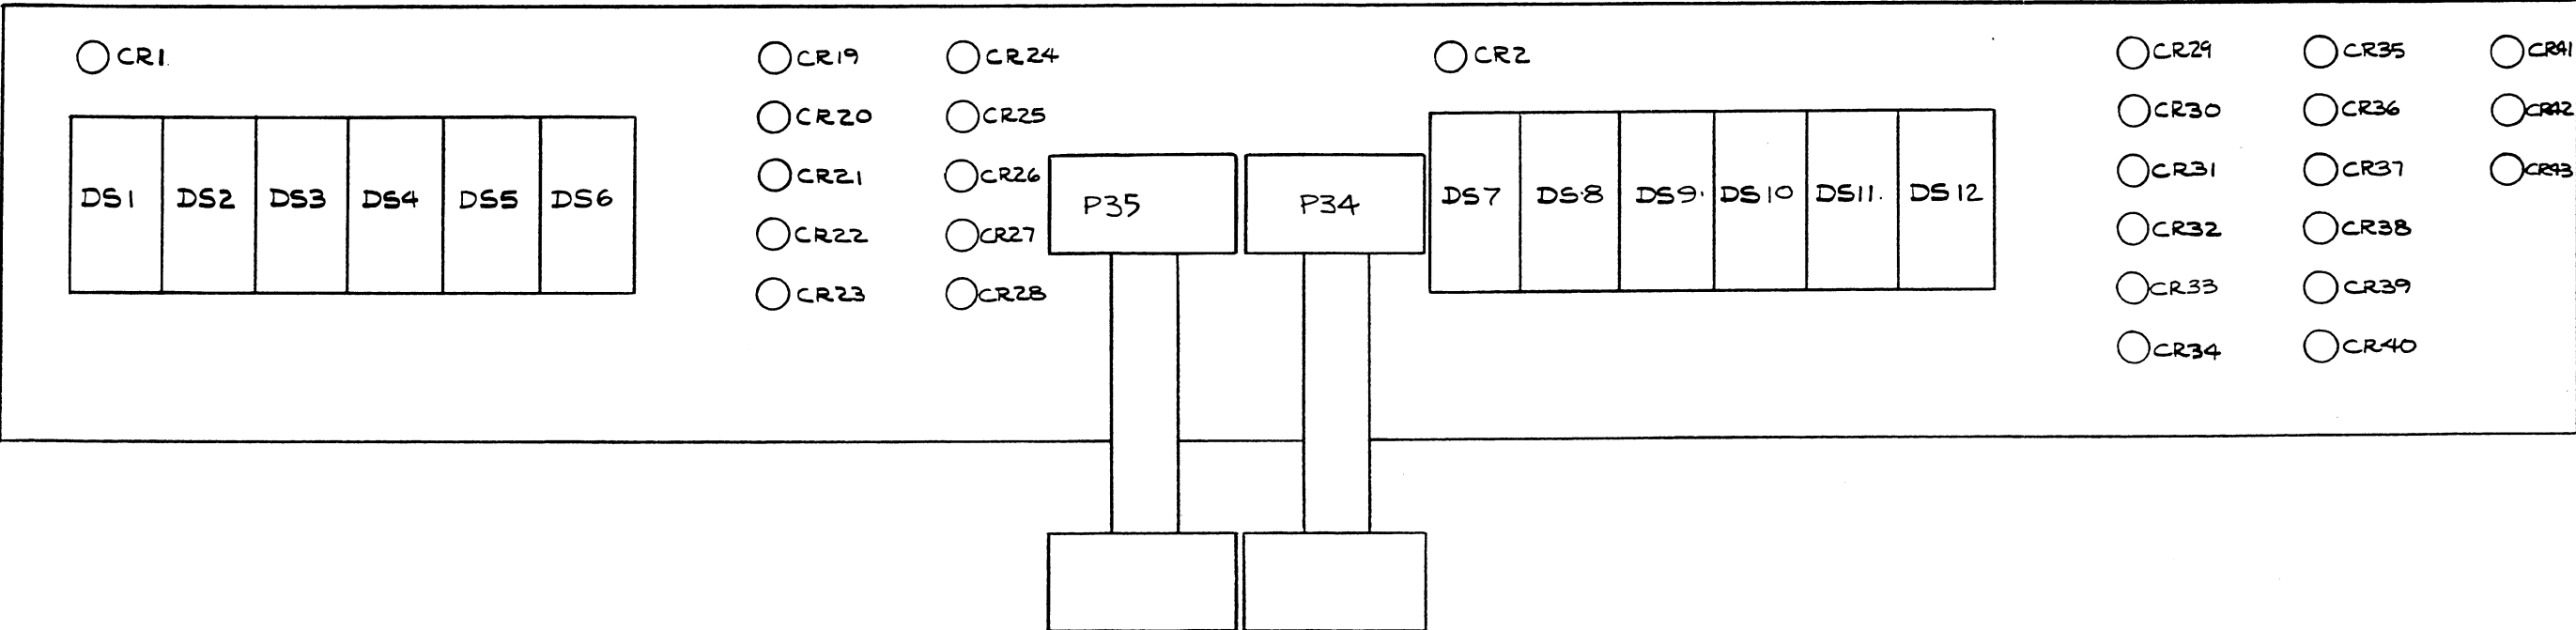 CR1 CR19 CR24 CR2 CR29 CR35 CR41
CR20 CR25 CR30 CR36 CR42
CR21 CR26 CR31 CR37 CR43
DS1 DS2 DS3 DS4 DS5 DS6 P35 P34 DS7 DS8 DS9 DS10 DS11 DS12
CR22 CR27 CR32 CR38
CR23 CR28 CR33 CR39
CR34 CR40